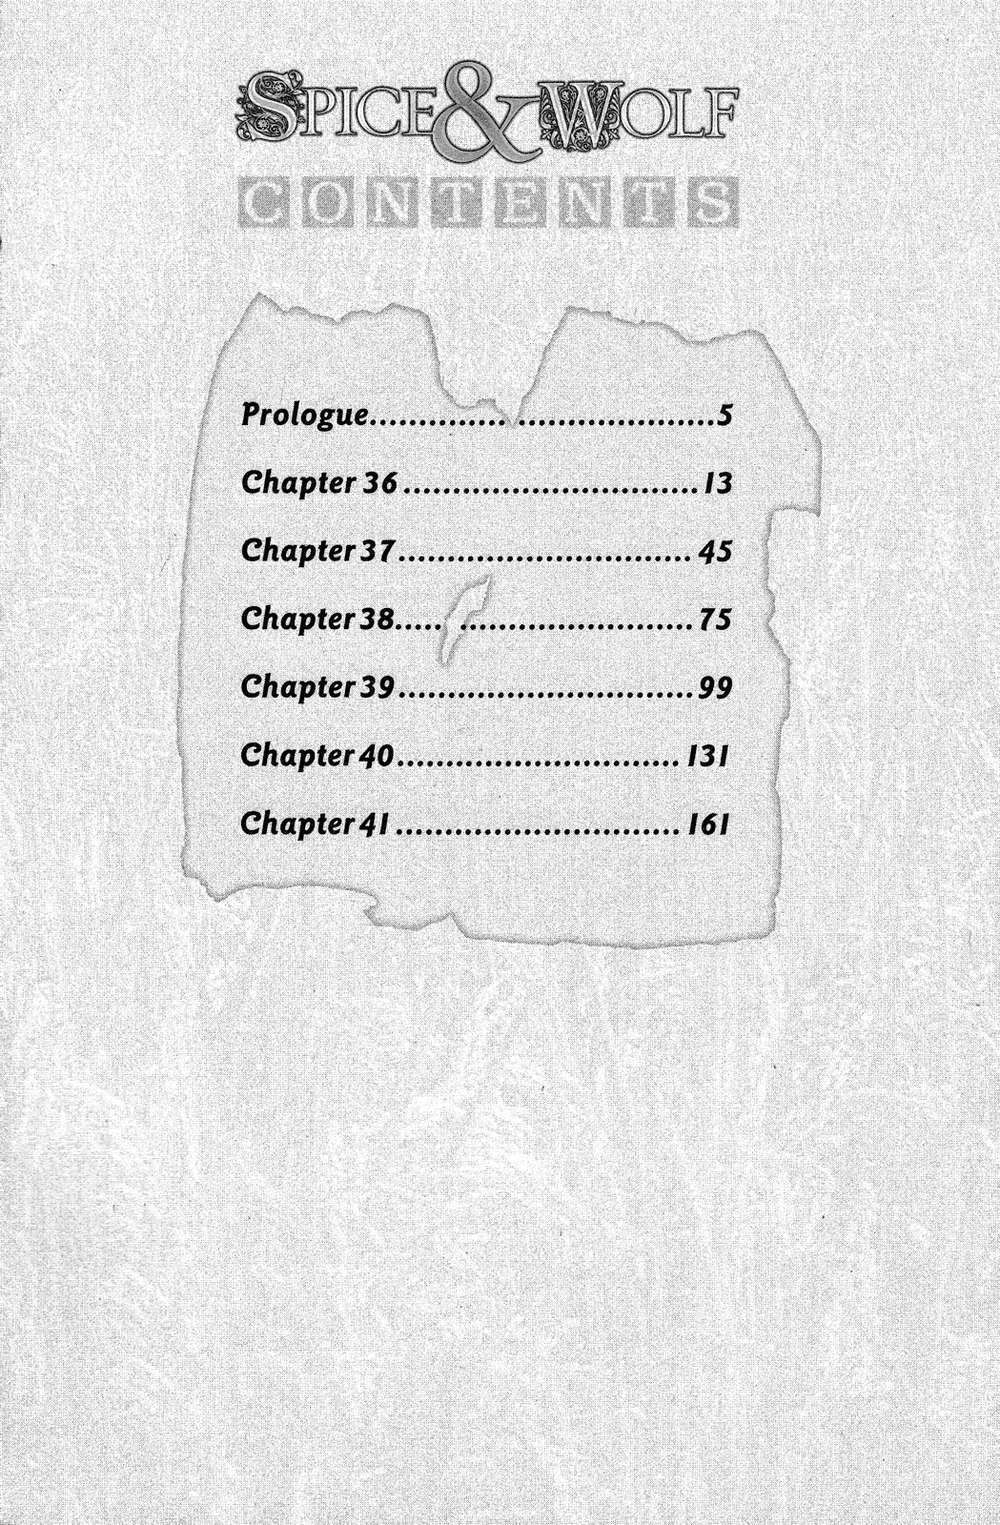 SPICE & WOLF
CONTENTS
Prologue..................................5
Chapter 36..............................13
Chapter 37..............................45
Chapter 38..............................75
Chapter 39..............................99
Chapter 40.............................131
Chapter 41.............................161